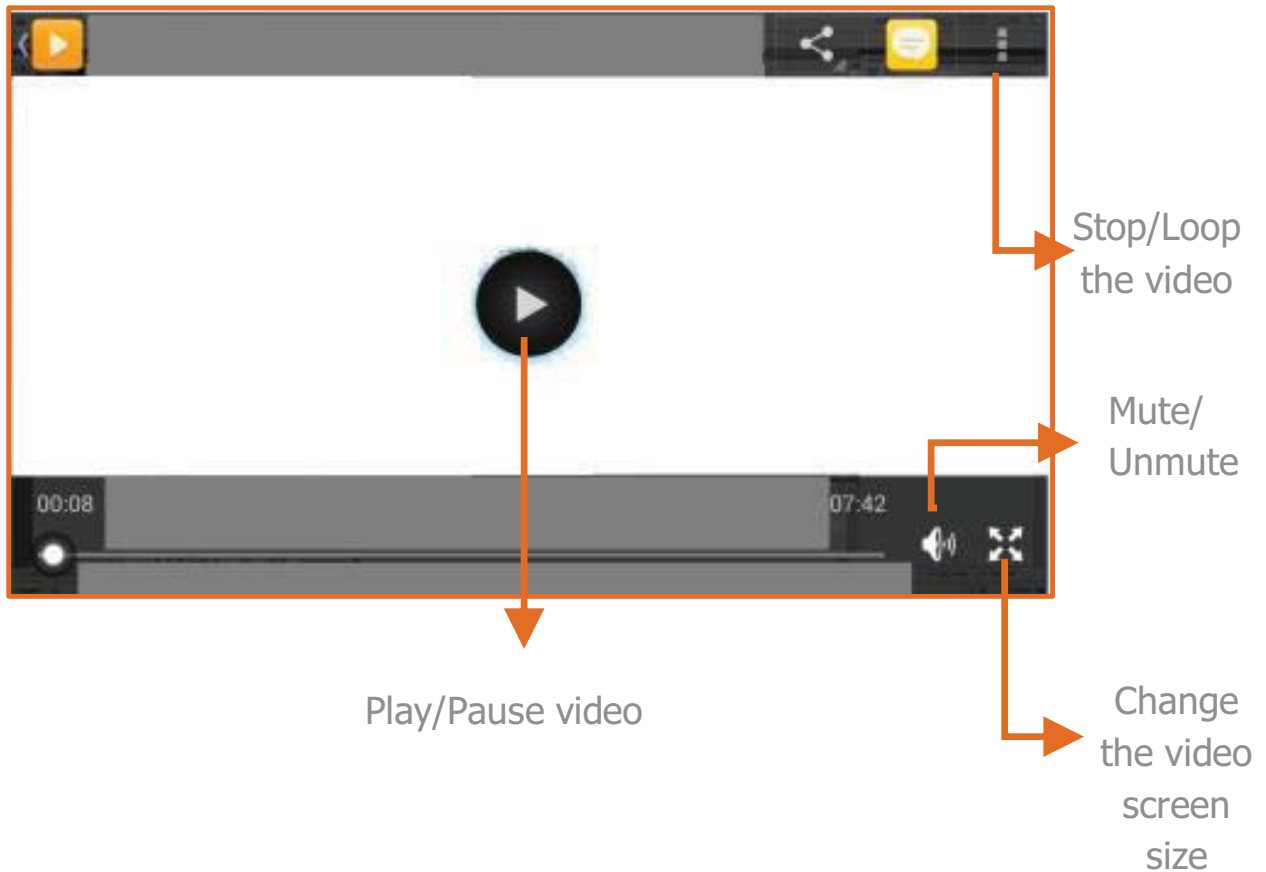 Stop/Loop
the video
Mute/
Unmute
00:08
07:42
Play/Pause video
Change
the video
screen
size